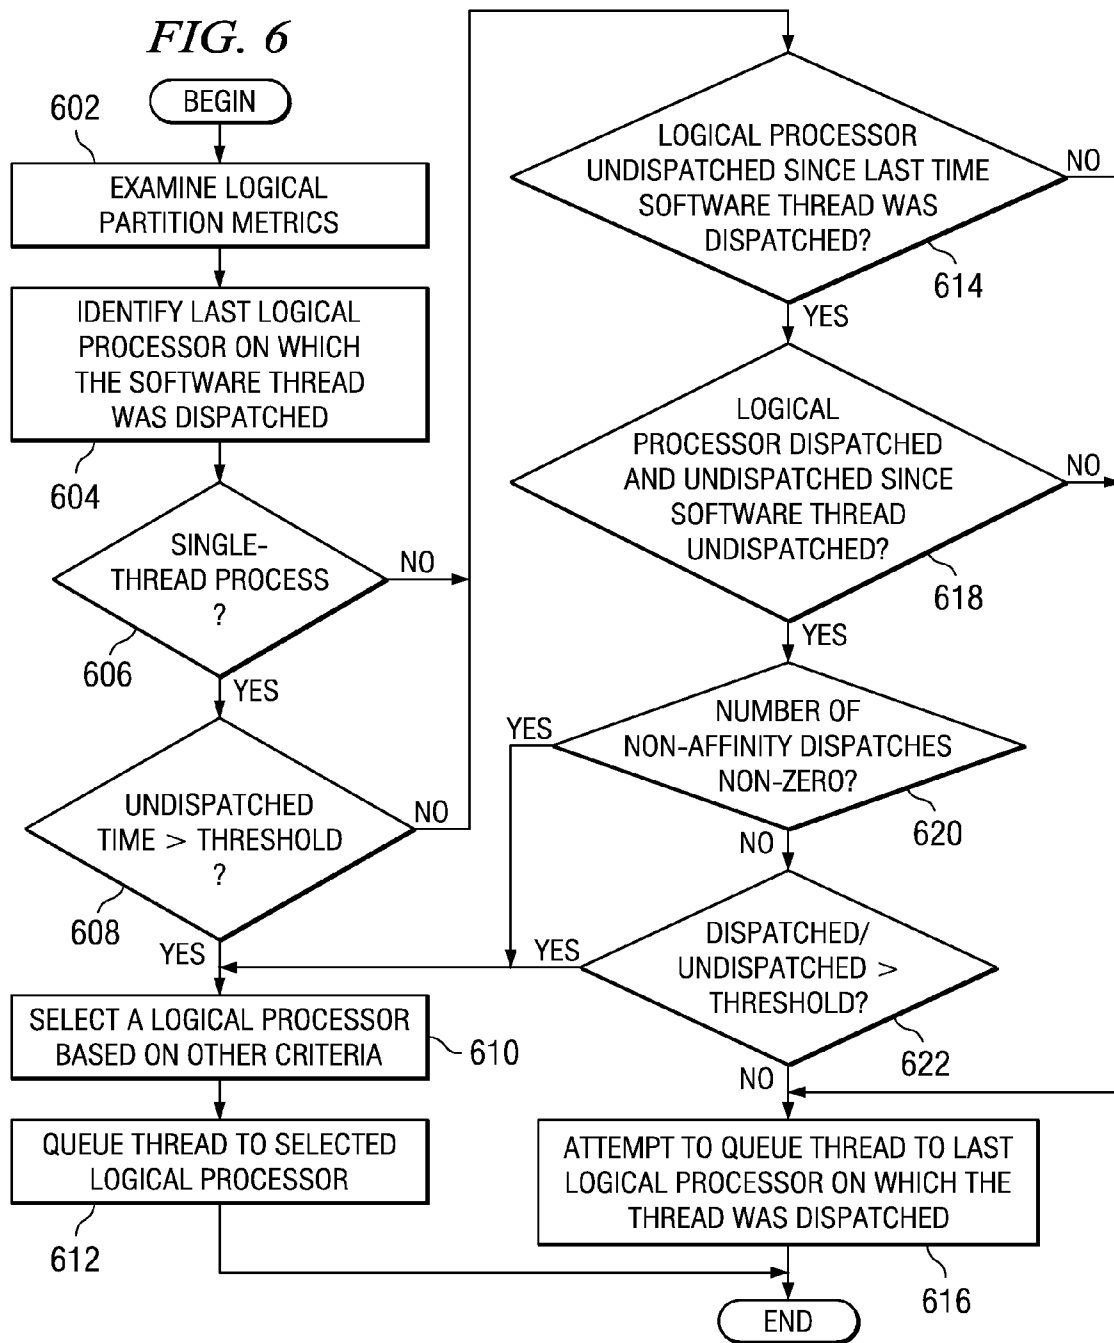 FIG. 6
BEGIN
602
EXAMINE LOGICAL
PARTITION METRICS
IDENTIFY LAST LOGICAL
PROCESSOR ON WHICH
THE SOFTWARE THREAD
WAS DISPATCHED
604
SINGLE-
THREAD PROCESS
?
NO
606
YES
UNDISPATCHED
TIME > THRESHOLD
?
NO
608
YES
SELECT A LOGICAL PROCESSOR
BASED ON OTHER CRITERIA
610
QUEUE THREAD TO SELECTED
LOGICAL PROCESSOR
612
LOGICAL PROCESSOR
UNDISPATCHED SINCE LAST TIME
SOFTWARE THREAD WAS
DISPATCHED?
NO
614
YES
LOGICAL
PROCESSOR DISPATCHED
AND UNDISPATCHED SINCE
SOFTWARE THREAD
UNDISPATCHED?
NO
618
YES
NUMBER OF
NON-AFFINITY DISPATCHES
NON-ZERO?
YES
620
NO
DISPATCHED/
UNDISPATCHED >
THRESHOLD?
YES
622
NO
ATTEMPT TO QUEUE THREAD TO LAST
LOGICAL PROCESSOR ON WHICH THE
THREAD WAS DISPATCHED
616
END